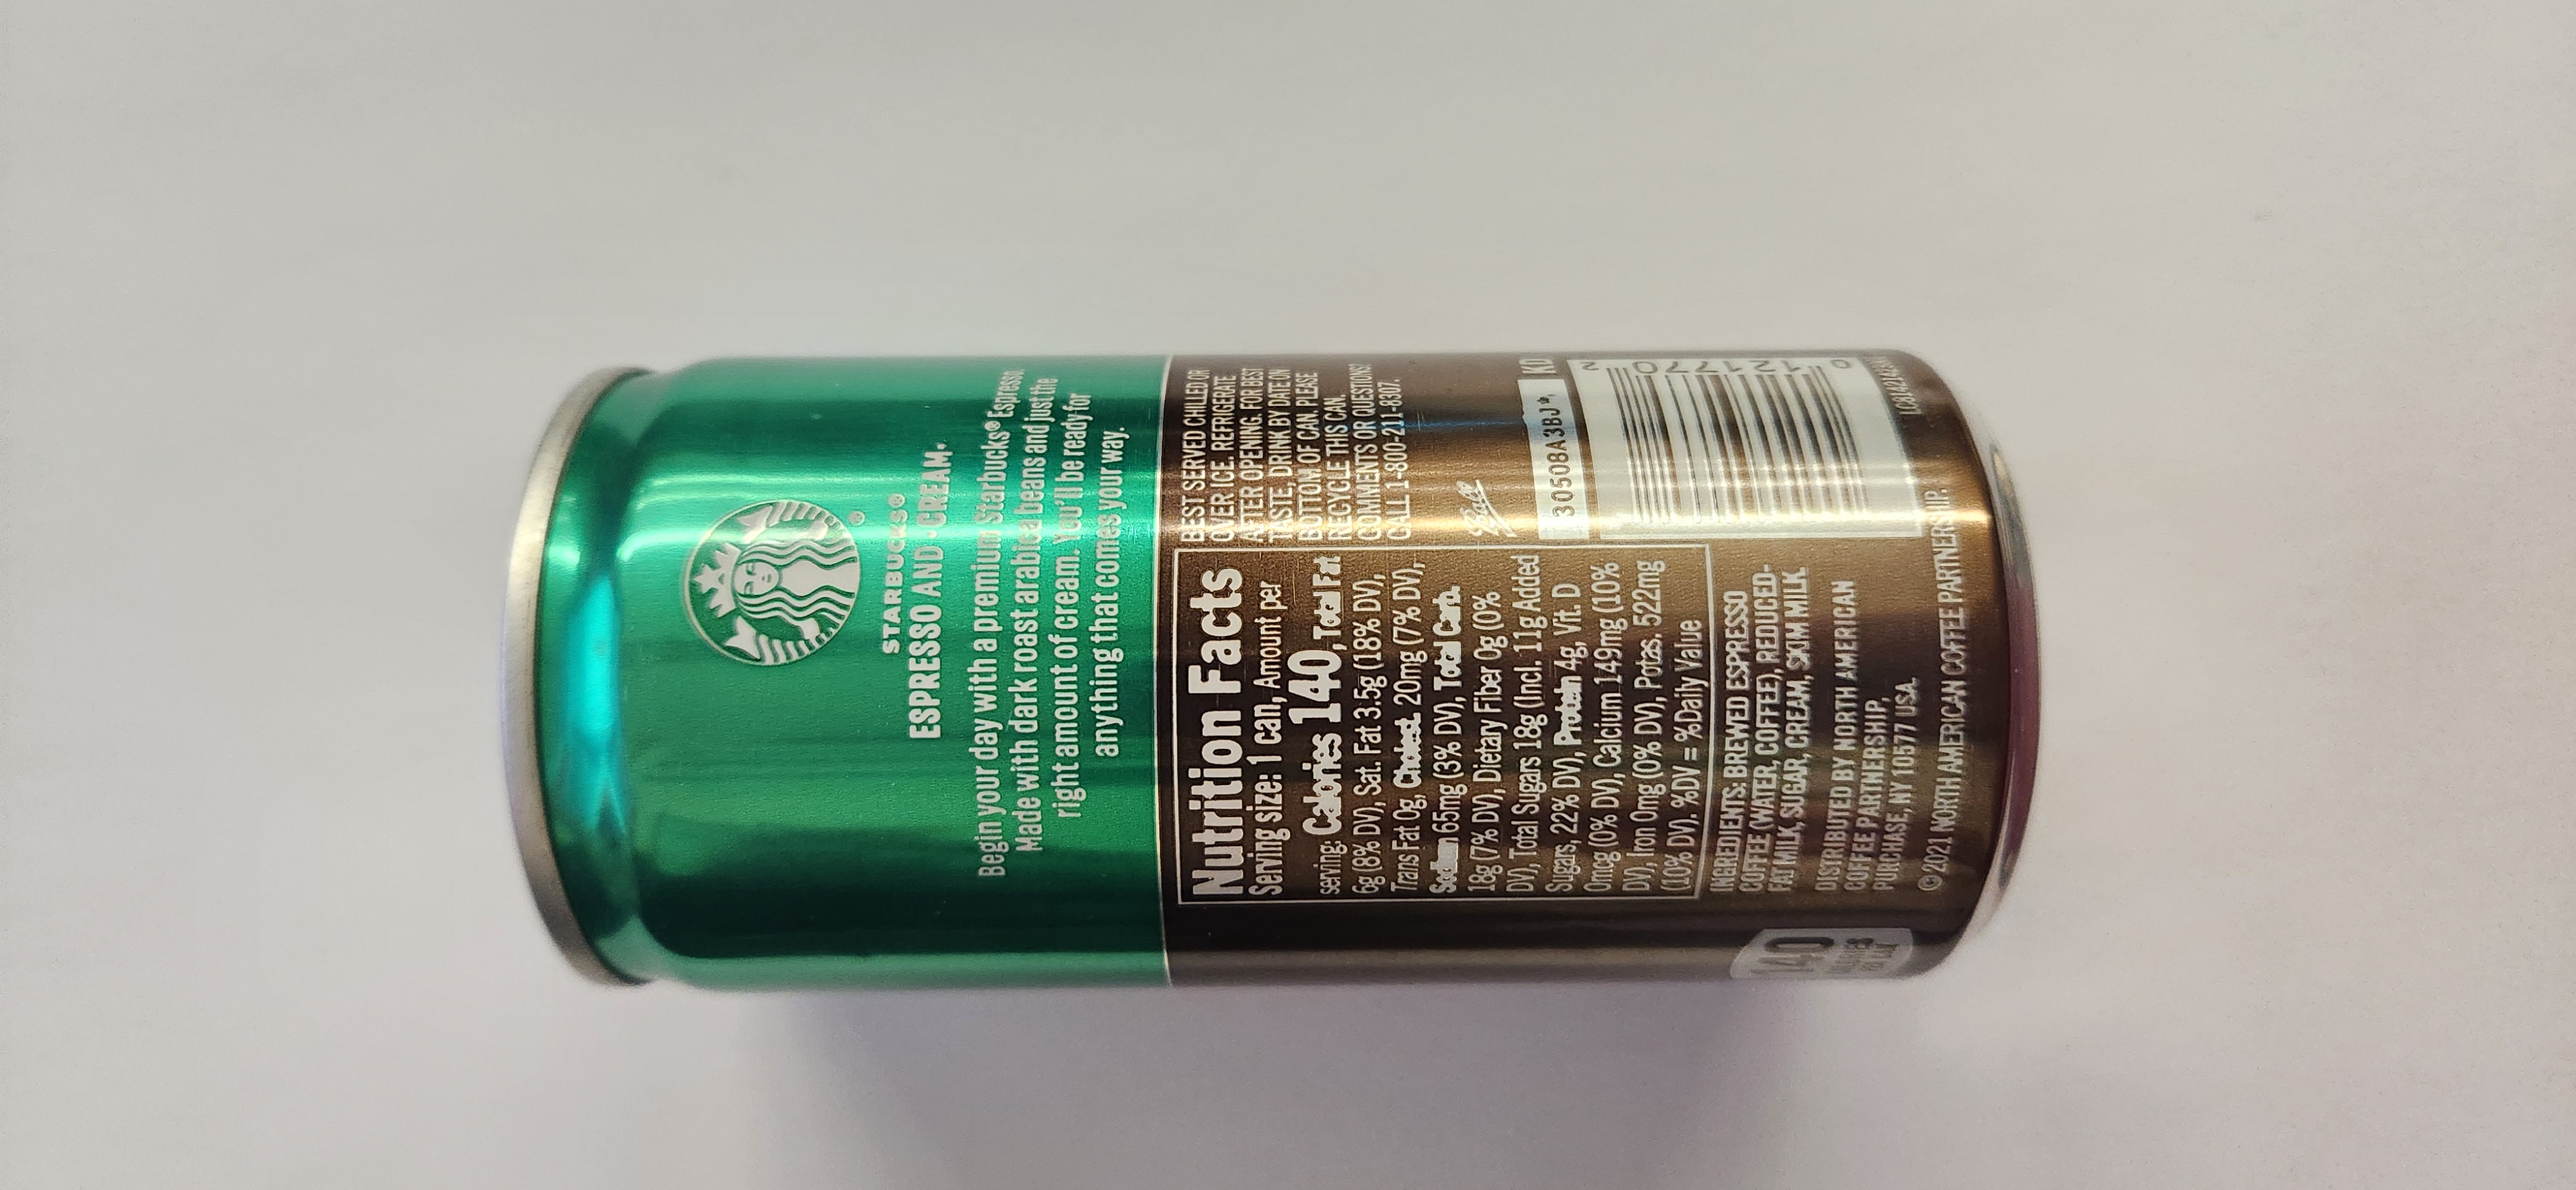 STARBUCKS®
ESPRESSO AND •CREAM•
Begin your day with a premium Starbucks® Espresso.
Made with dark roast arabica beans and just the
right amount of cream. You'll be ready for
anything that comes your way.
Nutrition Facts
Serving size: 1 can, Amount per
serving: Calories 140, Total Fat
6g (8% DV), Sat. Fat 3.5g (18% DV),
Trans Fat 0g, Cholest. 20mg (7% DV),
Sodium 65mg (3% DV), Total Carb.
18g (7% DV), Dietary Fiber 0g (0%
DV), Total Sugars 18g (Incl. 11g Added
Sugars, 22% DV), Protein 4g, Vit. D
0mcg (0% DV), Calcium 149mg (10%
DV), Iron 0mg (0% DV), Potas. 522mg
(10% DV). %DV = %Daily Value
INGREDIENTS: BREWED ESPRESSO
COFFEE (WATER, COFFEE), REDUCED-
FAT MILK, SUGAR, CREAM, SKIM MILK
DISTRIBUTED BY NORTH AMERICAN
COFFEE PARTNERSHIP,
PURCHASE, NY 10577 USA.
©2021 NORTH AMERICAN COFFEE PARTNERSHIP.
BEST SERVED CHILLED OR
OVER ICE. REFRIGERATE
AFTER OPENING. FOR BEST
TASTE, DRINK BY DATE ON
BOTTOM OF CAN. PLEASE
RECYCLE THIS CAN.
COMMENTS OR QUESTIONS?
CALL 1-800-211-8307.
Ball
30508A3BJ
KD
0 121770 2
140
CALORIES
PER CAN